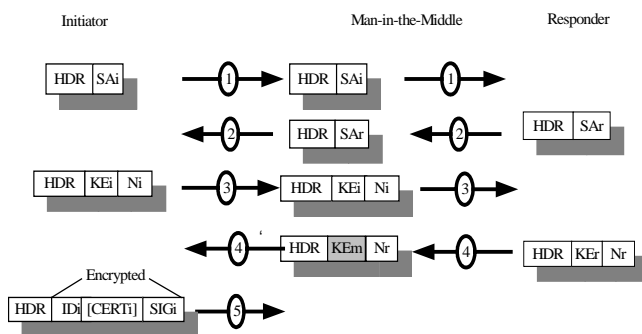 Initiator Man-in-the-Middle Responder
HDR SAi 1 HDR SAi 1
2 HDR SAr 2 HDR SAr
HDR KEi Ni 3 HDR KEi Ni 3
4 ‘ HDR KEm Nr 4 HDR KEr Nr
Encrypted
HDR IDi [CERTi] SIGi 5